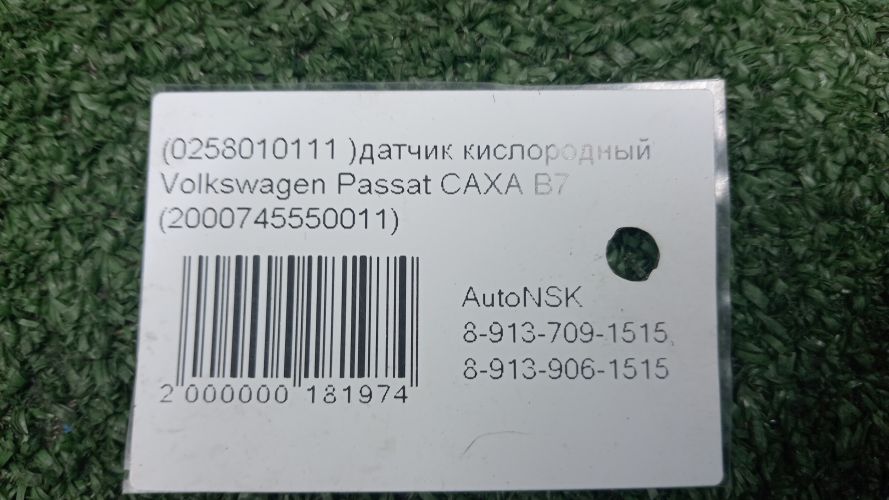 (0258010111 )датчик кислородный
Volkswagen Passat CAXA B7
(2000745550011)
AutoNSK
8-913-709-1515,
8-913-906-1515
2 000000 181974